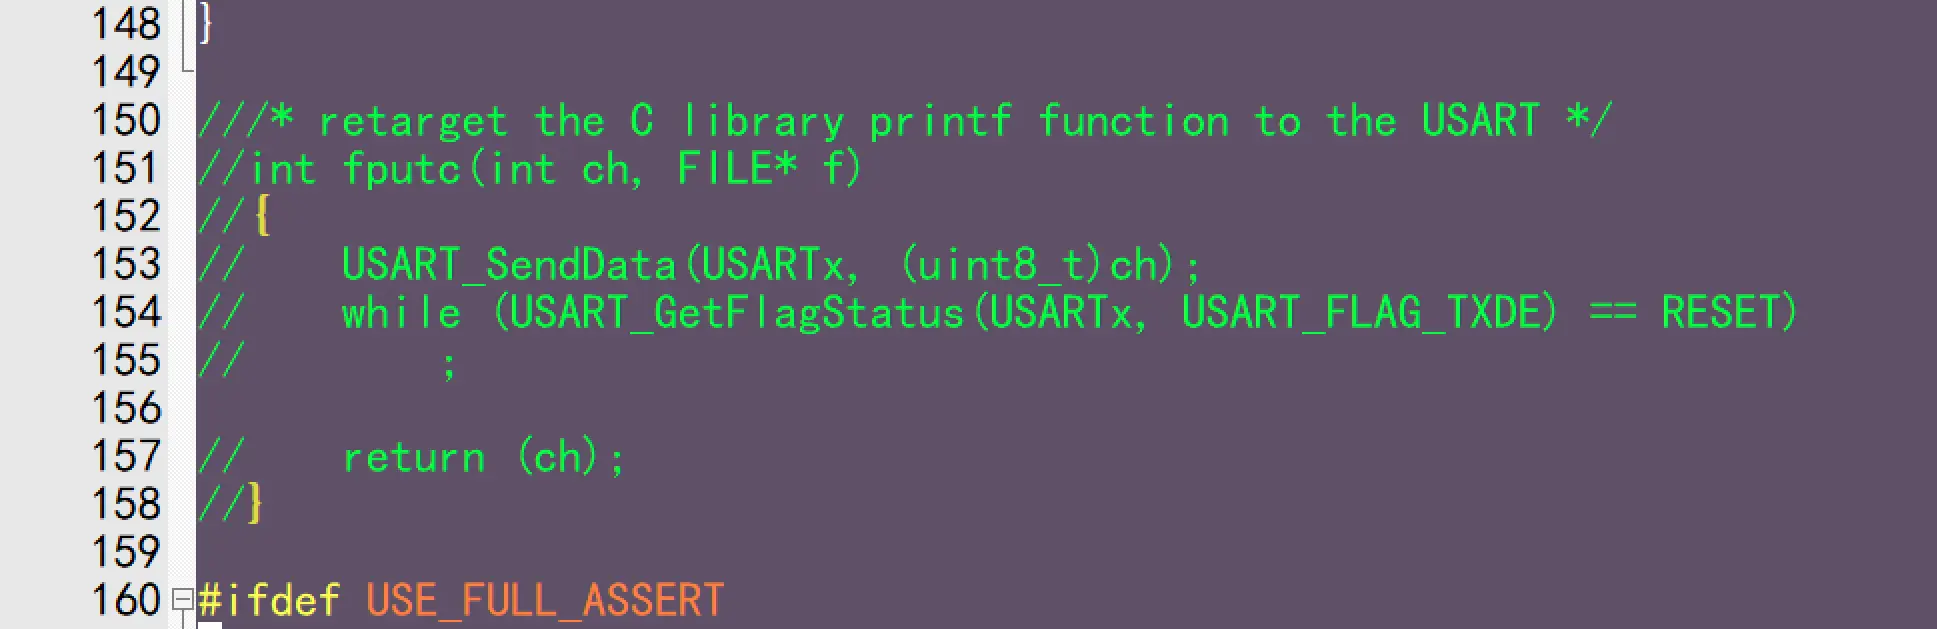 148 }
149
150 ///* retarget the C library printf function to the USART */
151 //int fputc(int ch, FILE* f)
152 //{
153 //    USART_SendData(USARTx, (uint8_t)ch);
154 //    while (USART_GetFlagStatus(USARTx, USART_FLAG_TXDE) == RESET)
155 //        ;
156
157 //    return (ch);
158 //}
159
160 #ifdef USE_FULL_ASSERT